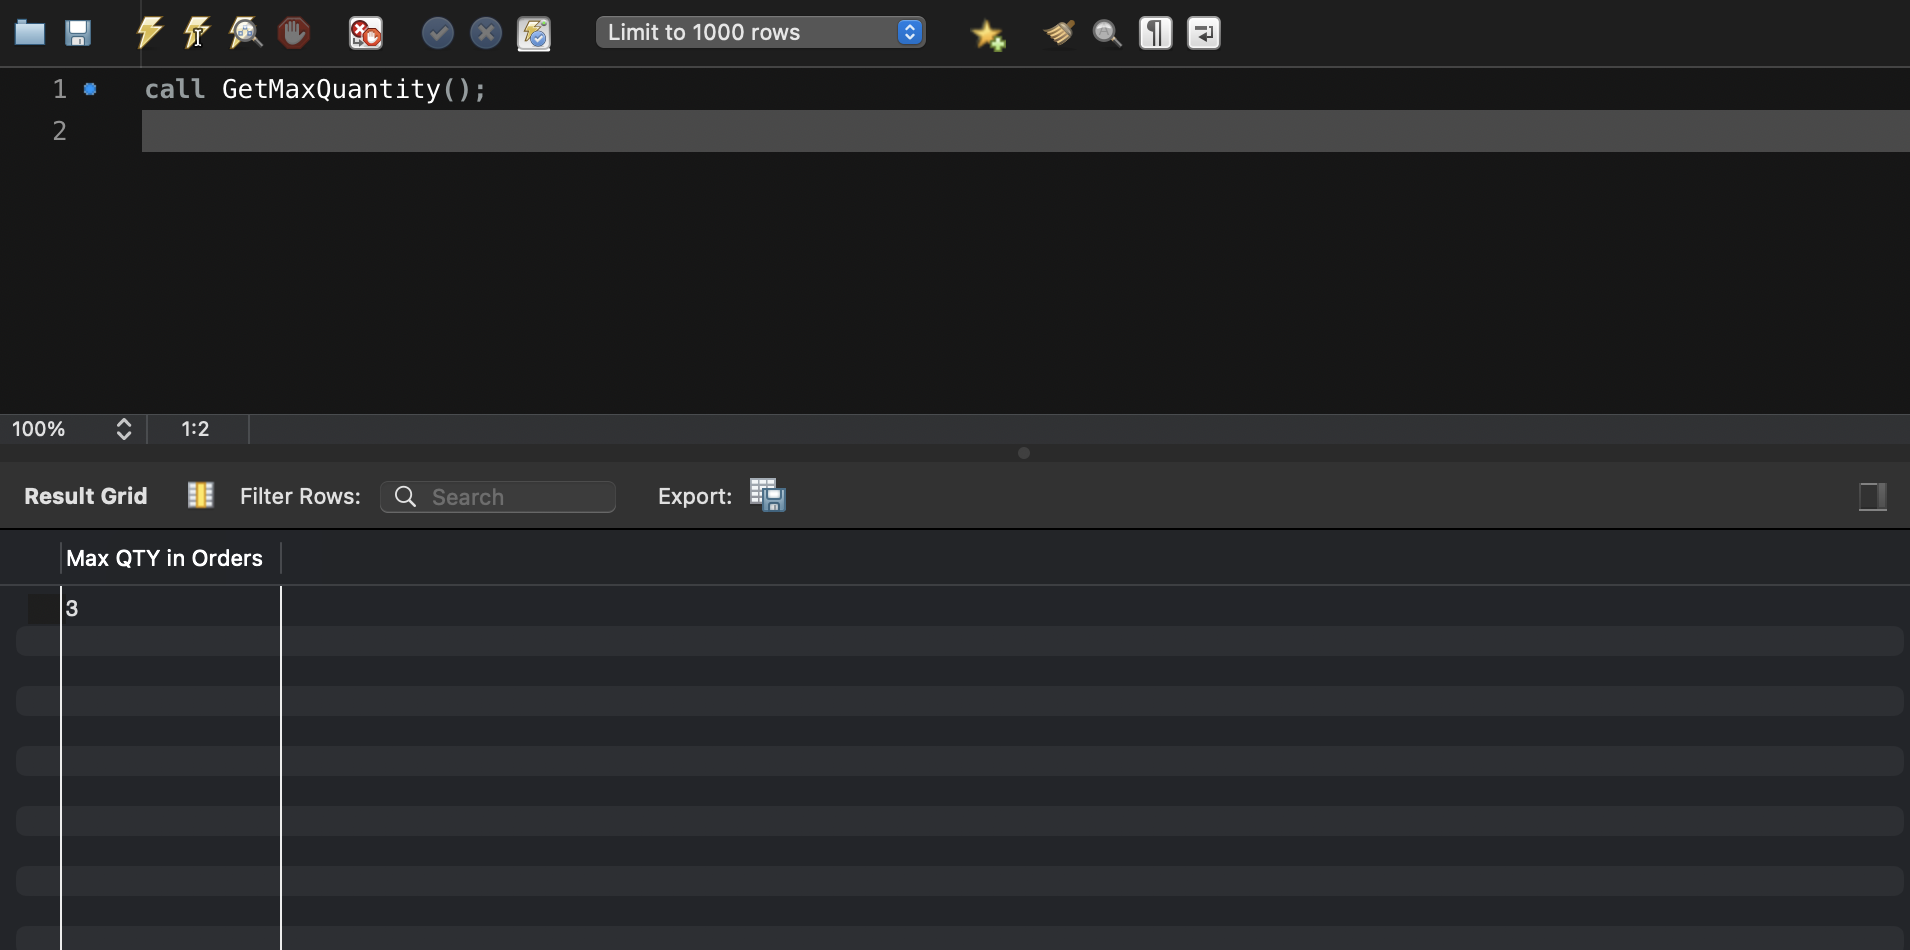 Limit to 1000 rows
1 call GetMaxQuantity();
2
100% 1:2
Result Grid Filter Rows: Search Export:
Max QTY in Orders
3